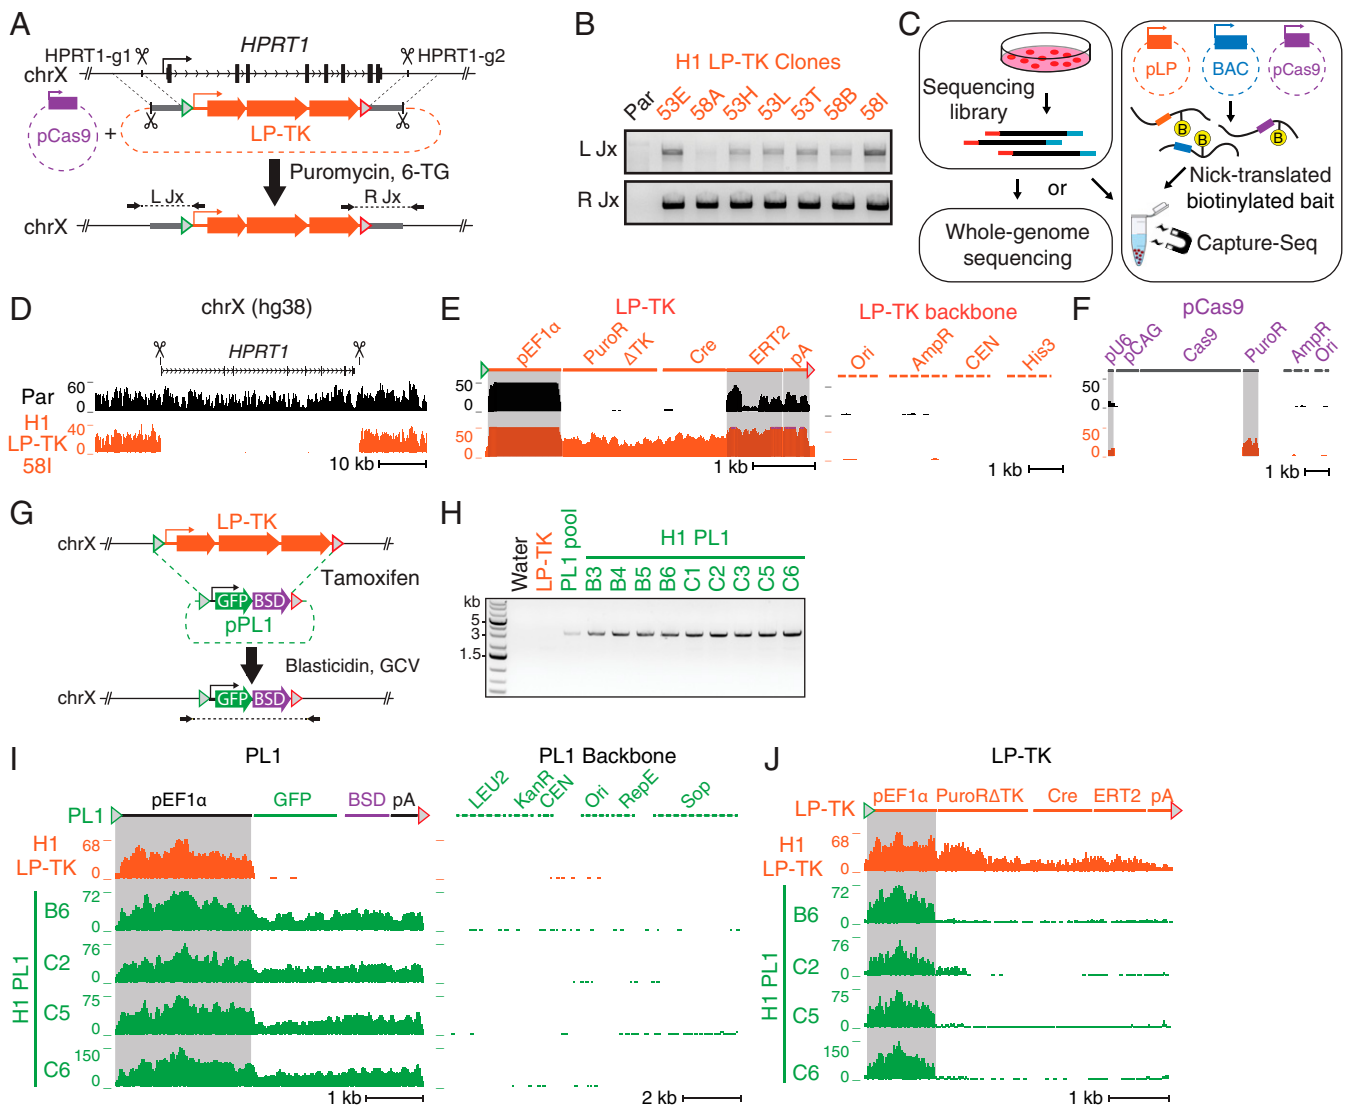 A
HPRT1-g1
HPRT1
HPRT1-g2
chrX
pCas9
+
LP-TK
Puromycin, 6-TG
L Jx
R Jx
chrX
B
H1 LP-TK Clones
Par 53E 58A 53H 53L 53T 58B 58I
L Jx
R Jx
C
Sequencing
library
or
Whole-genome
sequencing
pLP
BAC
pCas9
B
B
B
Nick-translated
biotinylated bait
Capture-Seq
D
chrX (hg38)
HPRT1
Par
60
0
H1
LP-TK
58I
40
0
10 kb
E
LP-TK
LP-TK backbone
pEF1α PuroR ΔTK Cre ERT2 pA
Ori AmpR CEN His3
50
0
50
0
1 kb
1 kb
F
pCas9
pU6 pCAG Cas9 PuroR AmpR Ori
50
0
50
0
1 kb
G
LP-TK
chrX
Tamoxifen
GFP BSD
pPL1
Blasticidin, GCV
chrX
GFP BSD
H
H1 PL1
Water LP-TK PL1 pool B3 B4 B5 B6 C1 C2 C3 C5 C6
kb
5
3
1.5
I
PL1
PL1 Backbone
pEF1α GFP BSD pA
LEU2 KanR CEN Ori RepE Sop
PL1
H1
LP-TK
68
0
H1 PL1
B6
72
0
C2
76
0
C5
75
0
C6
150
0
1 kb
2 kb
J
LP-TK
pEF1α PuroRΔTK Cre ERT2 pA
LP-TK
H1
LP-TK
68
0
H1 PL1
B6
72
0
C2
76
0
C5
75
0
C6
150
0
1 kb